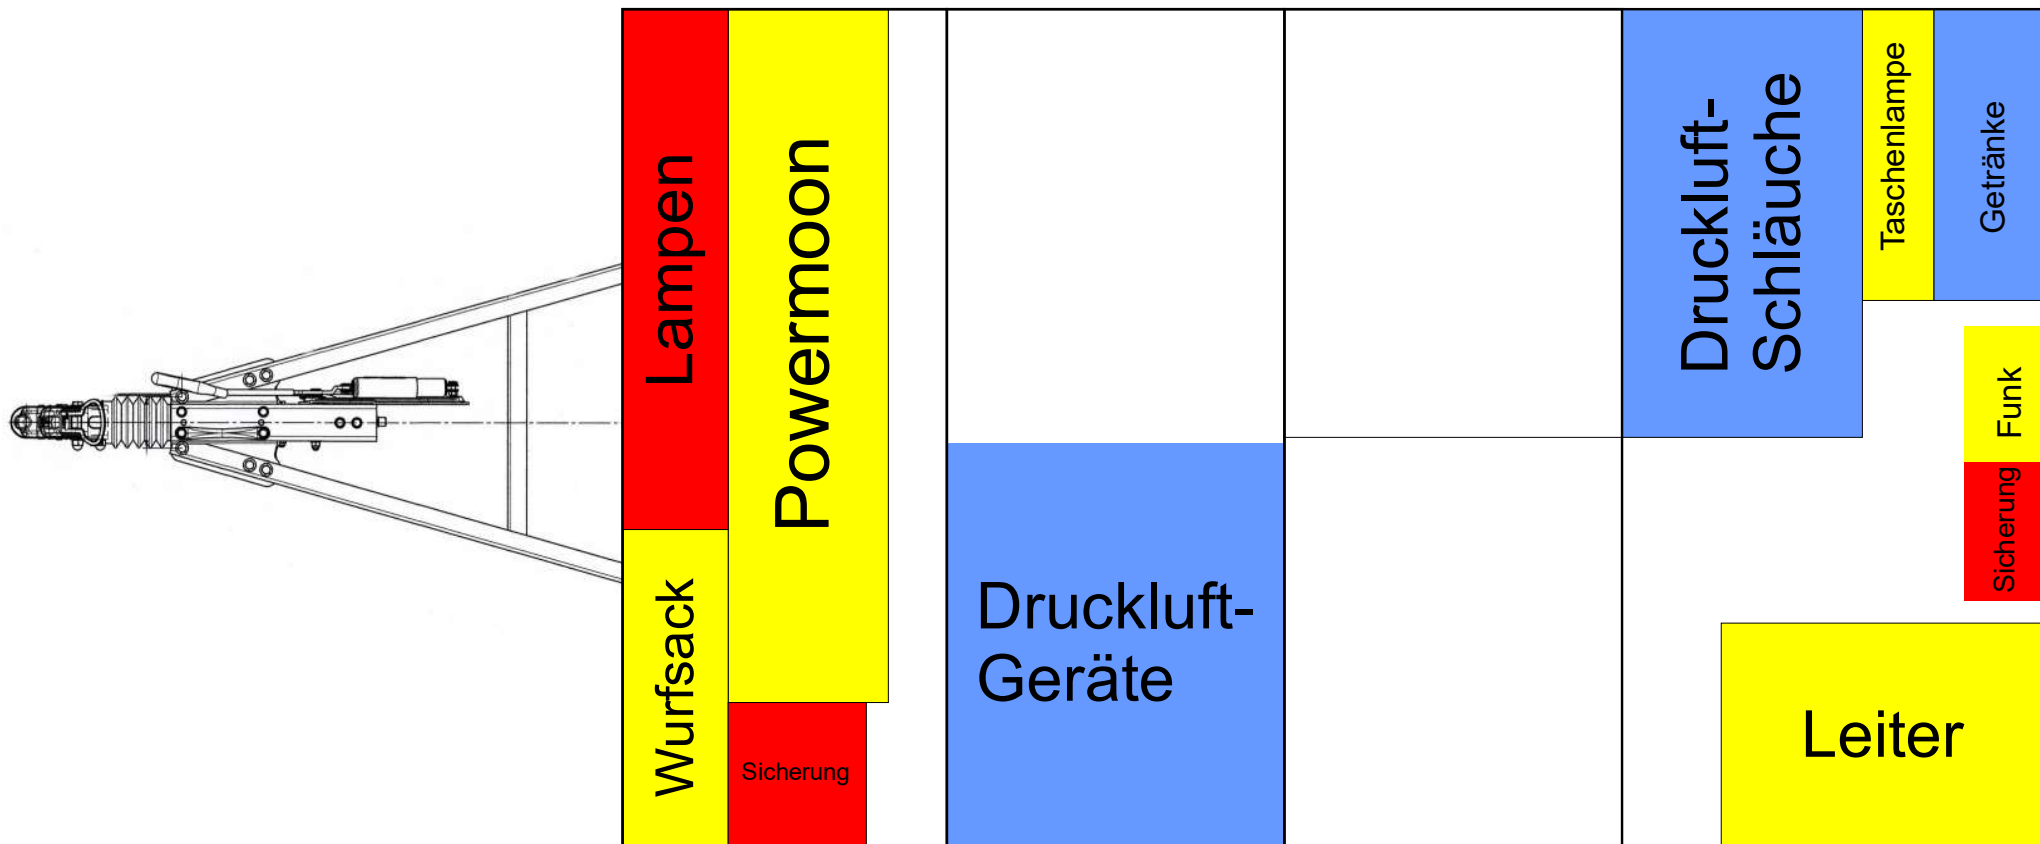 Lampen
Wurfsack
Powermoon
Sicherung
Druckluft-
Geräte
Druckluft-
Schläuche
Taschenlampe
Getränke
Funk
Sicherung
Leiter